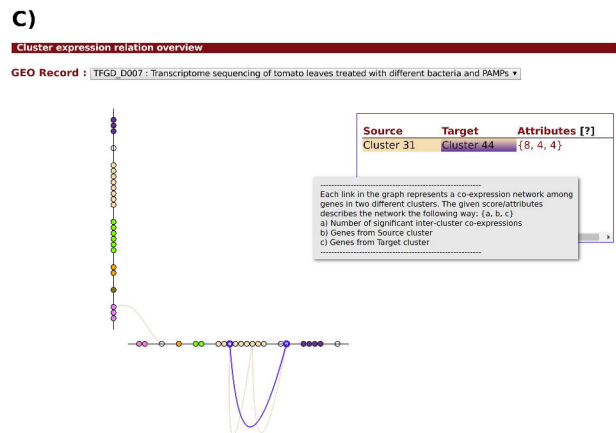 C)
Cluster expression relation overview
GEO Record : TFGD_D007 : Transcriptome sequencing of tomato leaves treated with different bacteria and PAMPs
Source Target Attributes [?]
Cluster 31 Cluster 44 {8, 4, 4}
------------------------------------------------------------
Each link in the graph represents a co-expression network among
genes in two different clusters. The given score/attributes
describes the network the following way: {a, b, c}
a) Number of significant inter-cluster co-expressions
b) Genes from Source cluster
c) Genes from Target cluster
------------------------------------------------------------